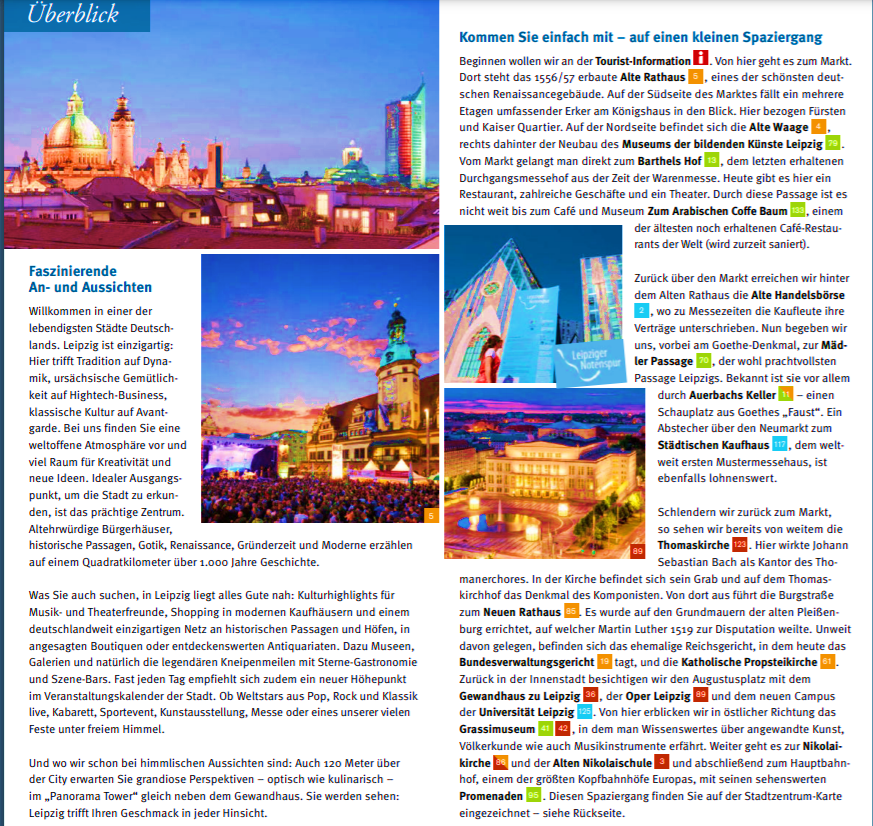 Überblick
Faszinierende
An- und Aussichten
Willkommen in einer der
lebendigsten Städte Deutsch-
lands. Leipzig ist einzigartig:
Hier trifft Tradition auf Dyna-
mik, ursächsische Gemütlich-
keit auf Hightech-Business,
klassische Kultur auf Avant-
garde. Bei uns finden Sie eine
weltoffene Atmosphäre vor und
viel Raum für Kreativität und
neue Ideen. Idealer Ausgangs-
punkt, um die Stadt zu erkun-
den, ist das prächtige Zentrum.
Altehrwürdige Bürgerhäuser,
historische Passagen, Gotik, Renaissance, Gründerzeit und Moderne erzählen
auf einem Quadratkilometer über 1.000 Jahre Geschichte.
5
Was Sie auch suchen, in Leipzig liegt alles Gute nah: Kulturhighlights für
Musik- und Theaterfreunde, Shopping in modernen Kaufhäusern und einem
deutschlandweit einzigartigen Netz an historischen Passagen und Höfen, in
angesagten Boutiquen oder entdeckenswerten Antiquariaten. Dazu Museen,
Galerien und natürlich die legendären Kneipenmeilen mit Sterne-Gastronomie
und Szene-Bars. Fast jeden Tag empfiehlt sich zudem ein neuer Höhepunkt
im Veranstaltungskalender der Stadt. Ob Weltstars aus Pop, Rock und Klassik
live, Kabarett, Sportevent, Kunstausstellung, Messe oder eines unserer vielen
Feste unter freiem Himmel.
Und wo wir schon bei himmlischen Aussichten sind: Auch 120 Meter über
der City erwarten Sie grandiose Perspektiven – optisch wie kulinarisch –
im „Panorama Tower“ gleich neben dem Gewandhaus. Sie werden sehen:
Leipzig trifft Ihren Geschmack in jeder Hinsicht.
Kommen Sie einfach mit – auf einen kleinen Spaziergang
Beginnen wollen wir an der Tourist-Information i. Von hier geht es zum Markt.
Dort steht das 1556/57 erbaute Alte Rathaus 5, eines der schönsten deut-
schen Renaissancegebäude. Auf der Südseite des Marktes fällt ein mehrere
Etagen umfassender Erker am Königshaus in den Blick. Hier bezogen Fürsten
und Kaiser Quartier. Auf der Nordseite befindet sich die Alte Waage 4,
rechts dahinter der Neubau des Museums der bildenden Künste Leipzig 79.
Vom Markt gelangt man direkt zum Barthels Hof 13, dem letzten erhaltenen
Durchgangsmessehof aus der Zeit der Warenmesse. Heute gibt es hier ein
Restaurant, zahlreiche Geschäfte und ein Theater. Durch diese Passage ist es
nicht weit bis zum Café und Museum Zum Arabischen Coffe Baum 122, einem
der ältesten noch erhaltenen Café-Restau-
rants der Welt (wird zurzeit saniert).
Leipziger
Notenspur
Zurück über den Markt erreichen wir hinter
dem Alten Rathaus die Alte Handelsbörse
2, wo zu Messezeiten die Kaufleute ihre
Verträge unterschrieben. Nun begeben wir
uns, vorbei am Goethe-Denkmal, zur Mäd-
ler Passage 70, der wohl prachtvollsten
Passage Leipzigs. Bekannt ist sie vor allem
durch Auerbachs Keller 11 – einen
Schauplatz aus Goethes „Faust“. Ein
Abstecher über den Neumarkt zum
Städtischen Kaufhaus 117, dem welt-
weit ersten Mustermessehaus, ist
ebenfalls lohnenswert.
89
Schlendern wir zurück zum Markt,
so sehen wir bereits von weitem die
Thomaskirche 123. Hier wirkte Johann
Sebastian Bach als Kantor des Tho-
manerchores. In der Kirche befindet sich sein Grab und auf dem Thomas-
kirchhof das Denkmal des Komponisten. Von dort aus führt die Burgstraße
zum Neuen Rathaus 85. Es wurde auf den Grundmauern der alten Pleißen-
burg errichtet, auf welcher Martin Luther 1519 zur Disputation weilte. Unweit
davon gelegen, befinden sich das ehemalige Reichsgericht, in dem heute das
Bundesverwaltungsgericht 19 tagt, und die Katholische Propsteikirche 61.
Zurück in der Innenstadt besichtigen wir den Augustusplatz mit dem
Gewandhaus zu Leipzig 36, der Oper Leipzig 89 und dem neuen Campus
der Universität Leipzig 125. Von hier erblicken wir in östlicher Richtung das
Grassimuseum 41 42, in dem man Wissenswertes über angewandte Kunst,
Völkerkunde wie auch Musikinstrumente erfährt. Weiter geht es zur Nikolai-
kirche 86 und der Alten Nikolaischule 3 und abschließend zum Hauptbahn-
hof, einem der größten Kopfbahnhöfe Europas, mit seinen sehenswerten
Promenaden 95. Diesen Spaziergang finden Sie auf der Stadtzentrum-Karte
eingezeichnet – siehe Rückseite.